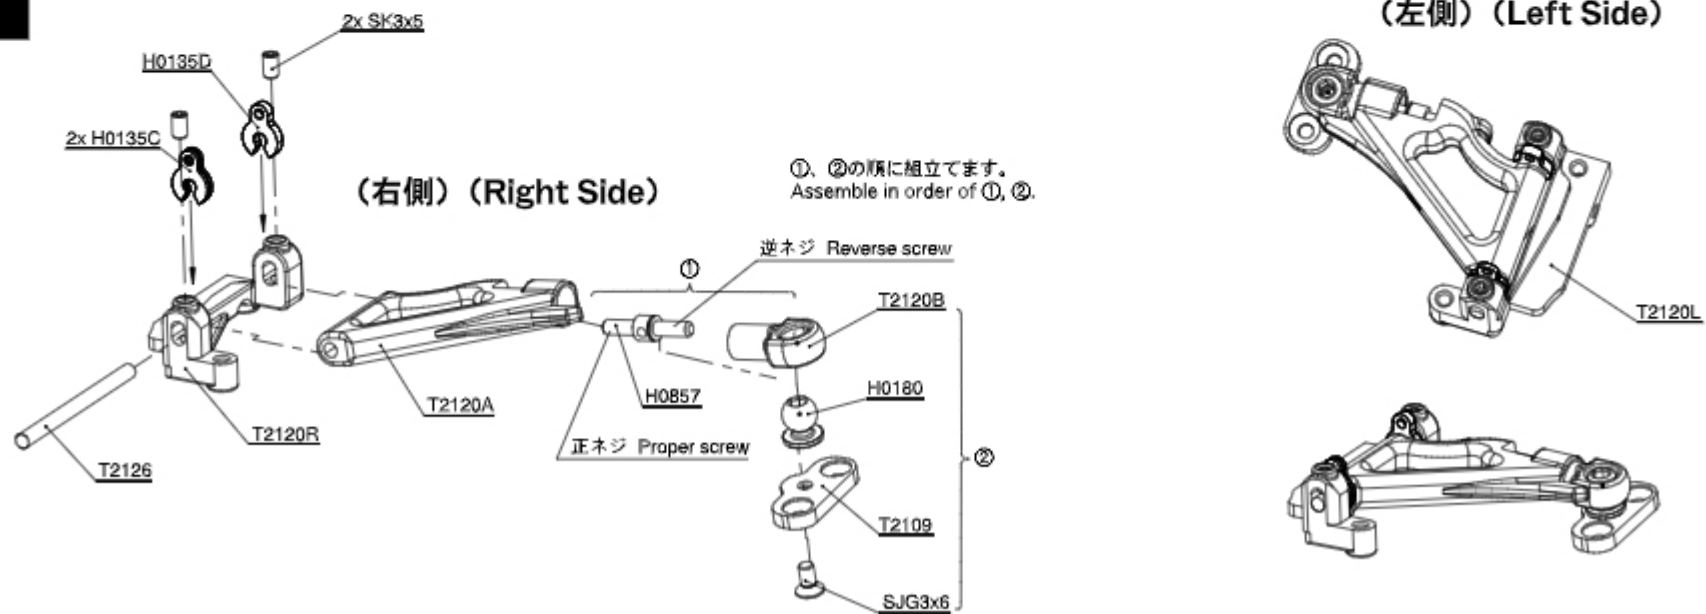 2x SK3x5
H0135D
2x H0135C
（右側）（Right Side）
①、②の順に組立てます。
Assemble in order of ①, ②.
逆ネジ Reverse screw
①
T2120B
H0857
H0180
T2120A
T2120R
正ネジ Proper screw
②
T2126
T2109
SJG3x6
（左側）（Left Side）
T2120L